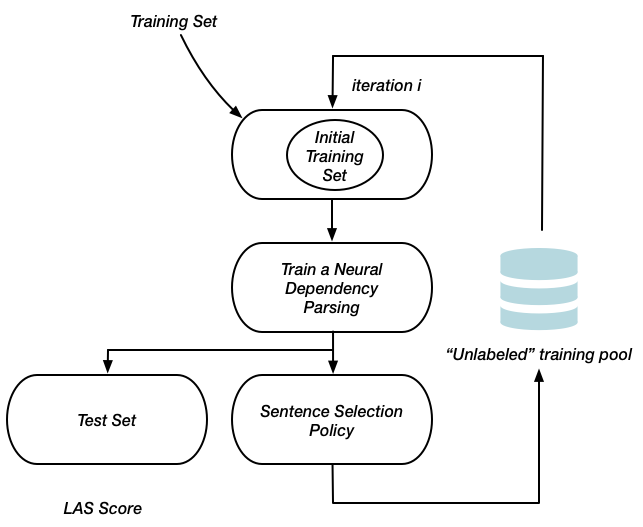 Training Set
iteration i
Initial
Training
Set
Train a Neural
Dependency
Parsing
“Unlabeled” training pool
Test Set
Sentence Selection
Policy
LAS Score